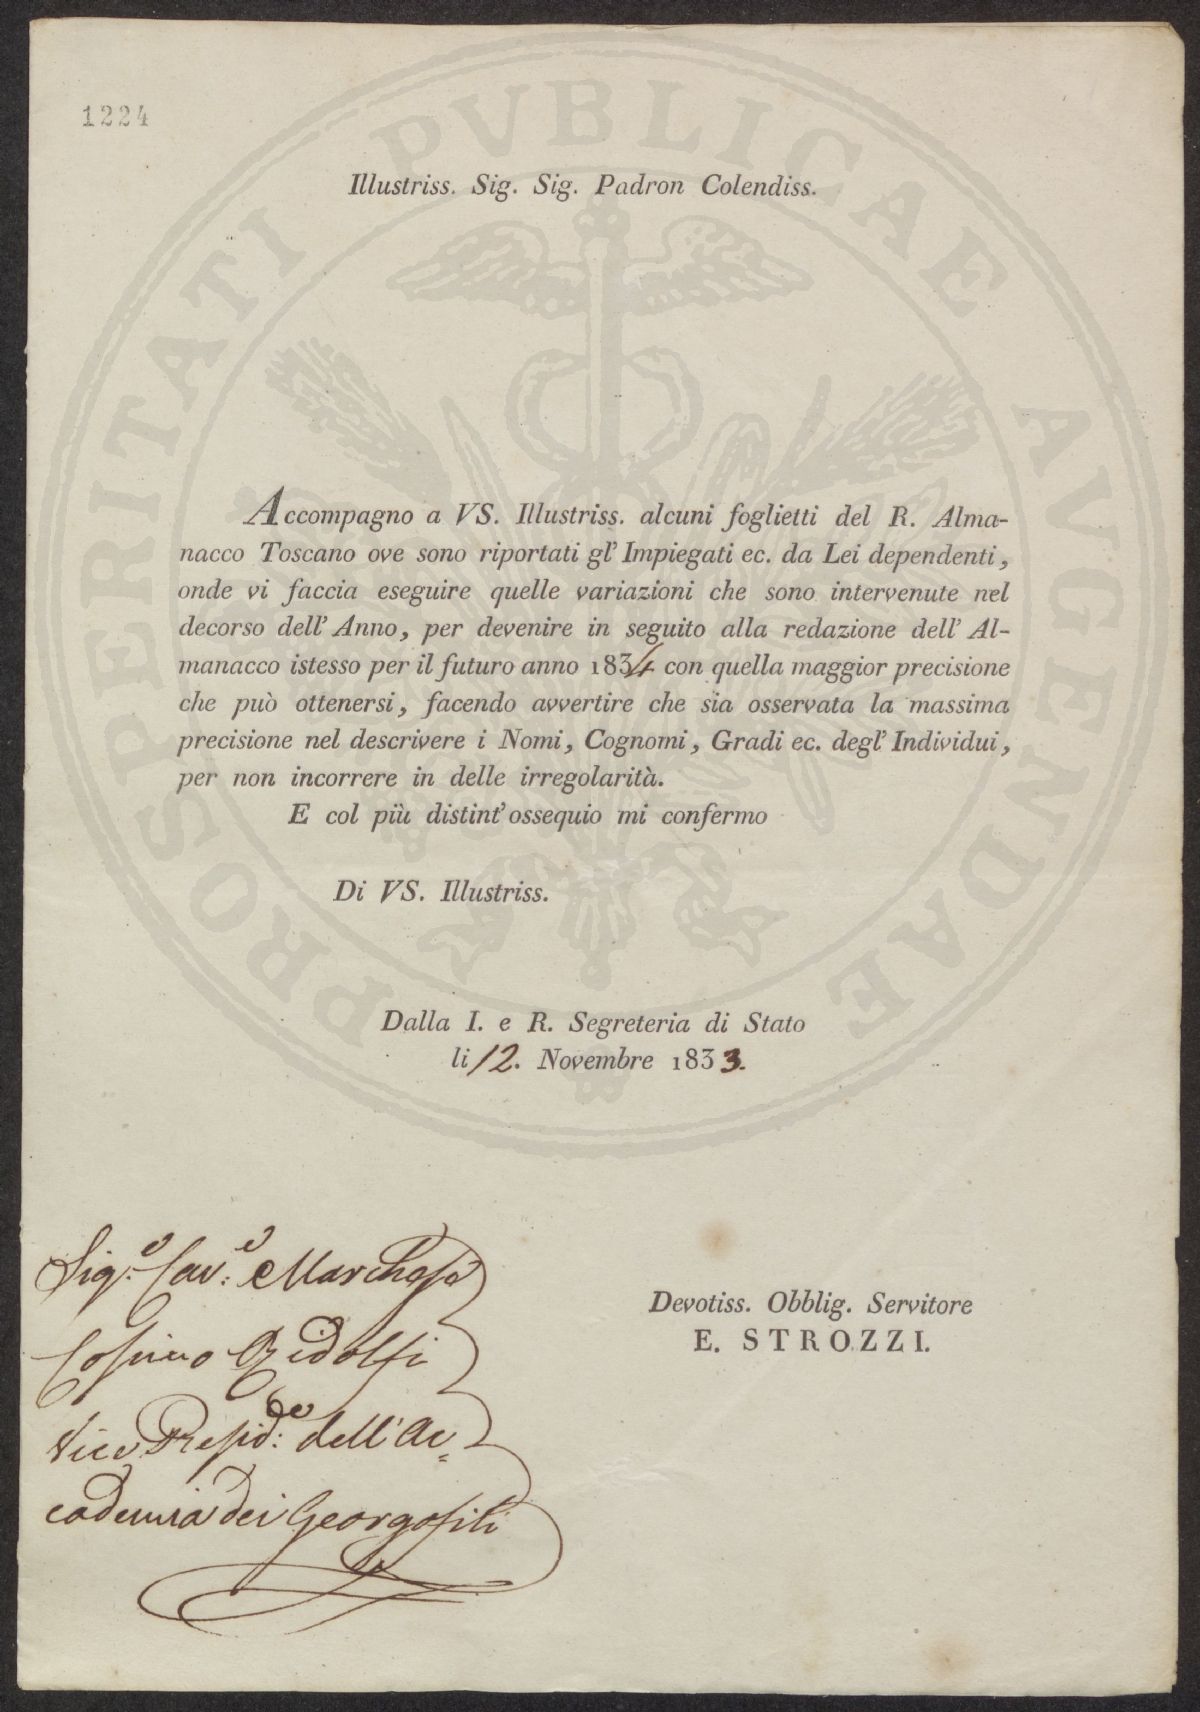 1224
PROSPERITATI PVBLICAE AVGENDAE
Illustriss. Sig. Sig. Padron Colendiss.
Accompagno a VS. Illustriss. alcuni foglietti del R. Alma-
nacco Toscano ove sono riportati gl' Impiegati ec. da Lei dependenti,
onde vi faccia eseguire quelle variazioni che sono intervenute nel
decorso dell' Anno, per devenire in seguito alla redazione dell' Al-
manacco istesso per il futuro anno 1834 con quella maggior precisione
che può ottenersi, facendo avvertire che sia osservata la massima
precisione nel descrivere i Nomi, Cognomi, Gradi ec. degl' Individui,
per non incorrere in delle irregolarità.
E col più distint' ossequio mi confermo
Di VS. Illustriss.
Dalla I. e R. Segreteria di Stato
li 12. Novembre 1833.
Sig.e Cav.e Marchese
Cosimo Ridolfi
Vice Presid.e dell' Ac=
cademia dei Georgofili
Devotiss. Obblig. Servitore
E. STROZZI.